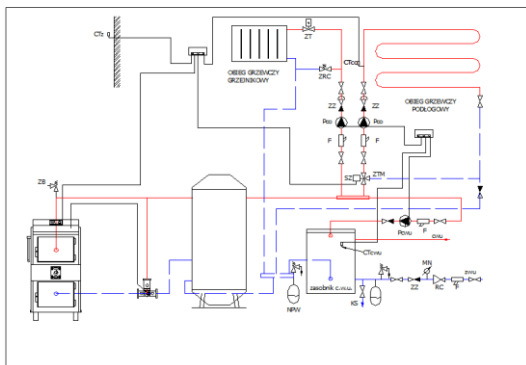 CTz
ZT
OBIEG GRZEWCZY
GRZEJNIKOWY
ZRC
CTco
ZZ
ZZ
OBIEG GRZEWCZY
PODŁOGOWY
Pco
Pco
F
F
SZ
ZTM
ZB
Pcwu
F
cwu
CTcwu
zasobnik c.w.u.
NPW
KS
MN
zwu
ZZ
RC
F